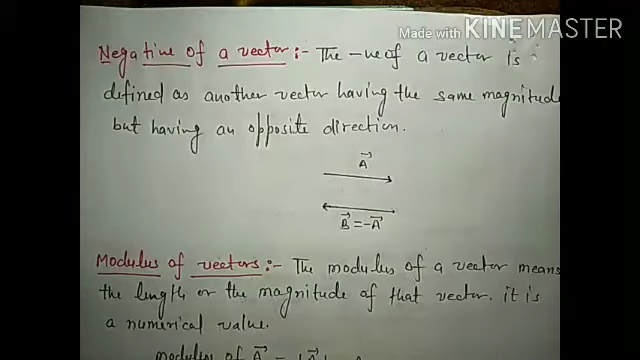 Made with KINEMASTER
Negative of a vector :- The -ve of a vector is
defined as another vector having the same magnitude
but having an opposite direction.
A→
B→ = -A→
Modulus of vectors :- The modulus of a vector means
the length or the magnitude of that vector. it is
a numerical value.
modulus of A→ = |A→| = A